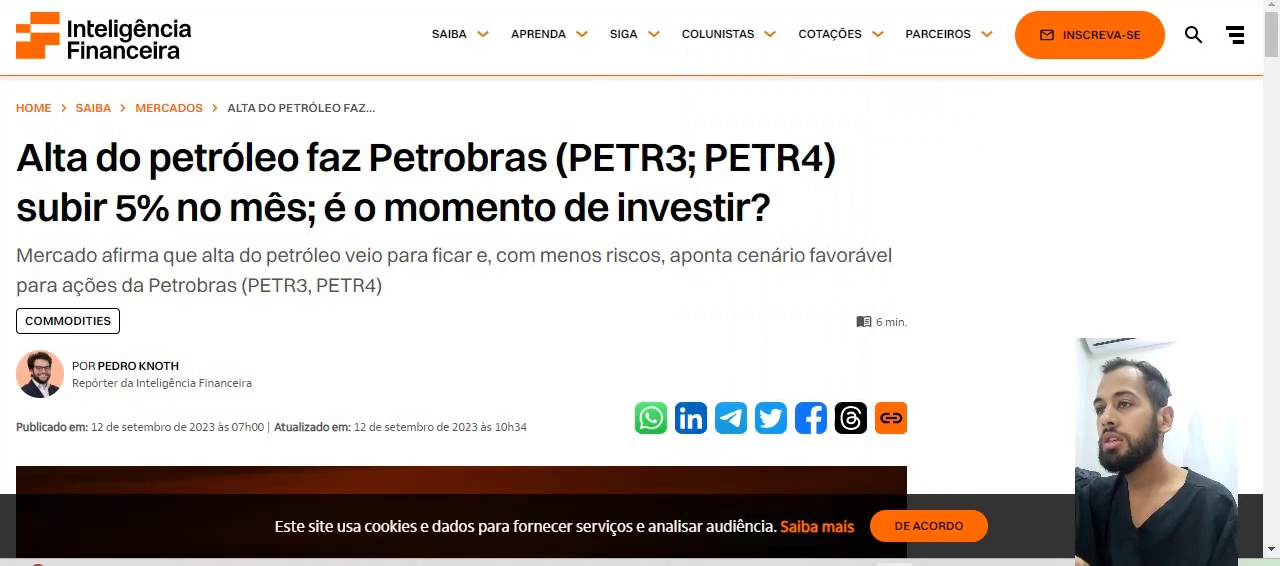 Inteligência
Financeira
SAIBA
APRENDA
SIGA
COLUNISTAS
COTAÇÕES
PARCEIROS
INSCREVA-SE
HOME > SAIBA > MERCADOS > ALTA DO PETRÓLEO FAZ...
Alta do petróleo faz Petrobras (PETR3; PETR4)
subir 5% no mês; é o momento de investir?
Mercado afirma que alta do petróleo veio para ficar e, com menos riscos, aponta cenário favorável
para ações da Petrobras (PETR3, PETR4)
COMMODITIES
6 min.
POR PEDRO KNOTH
Repórter da Inteligência Financeira
Publicado em: 12 de setembro de 2023 às 07h00 | Atualizado em: 12 de setembro de 2023 às 10h34
Este site usa cookies e dados para fornecer serviços e analisar audiência. Saiba mais
DE ACORDO